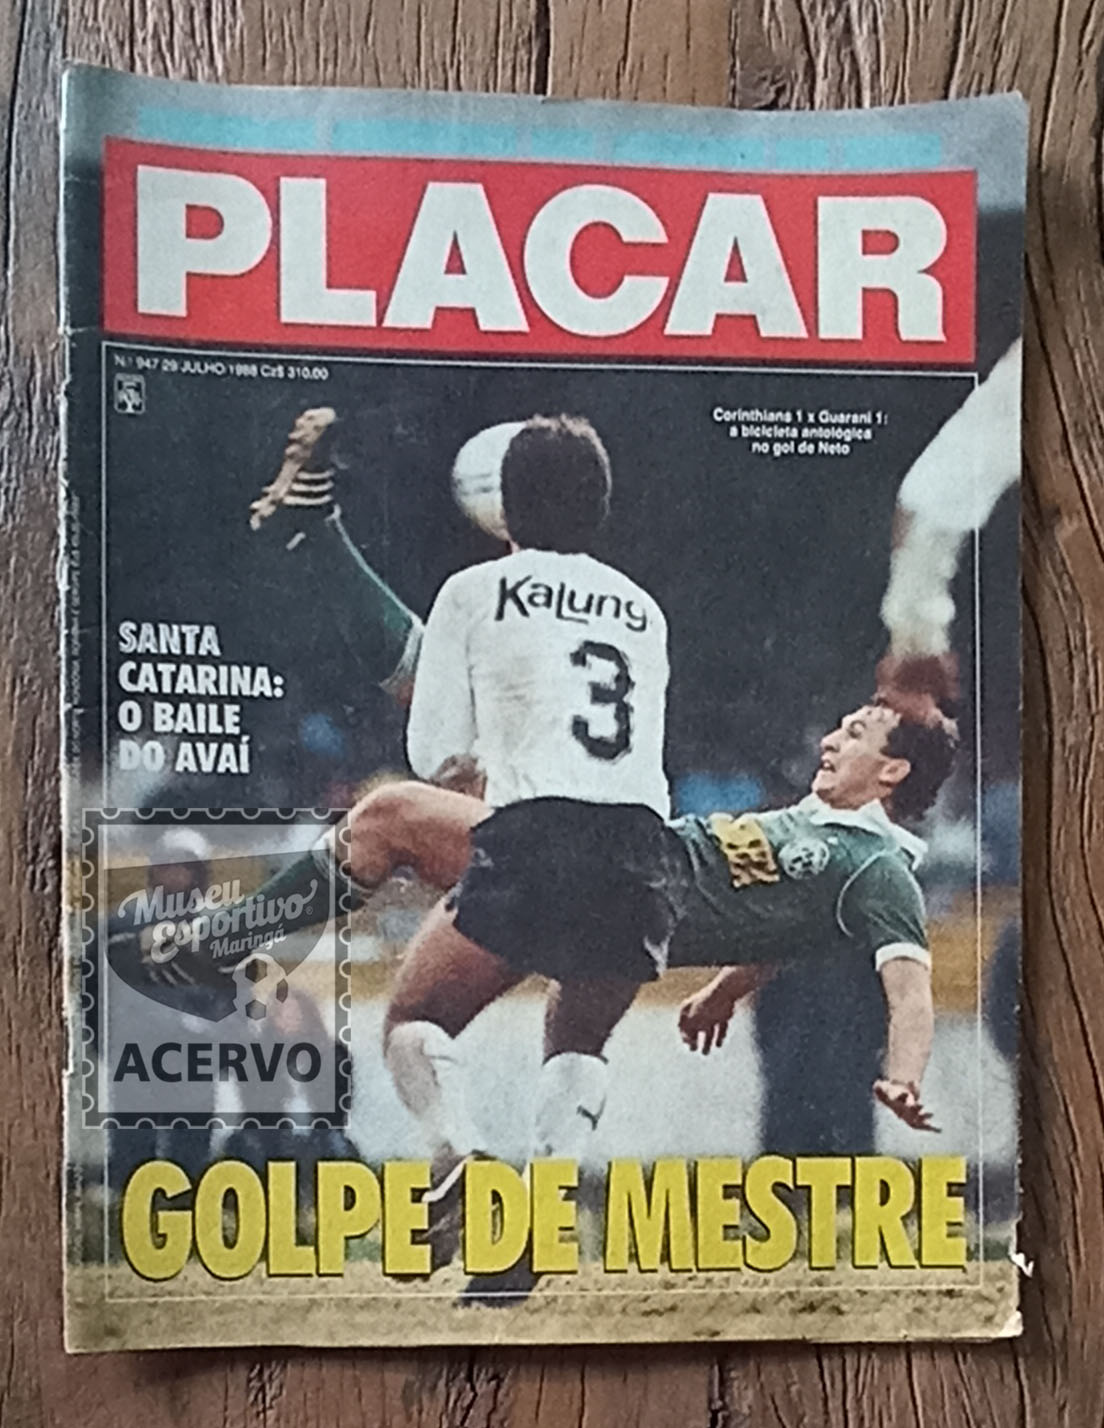 PLACAR
N.º 947 29 JULHO 1988 Cz$ 310,00
Corinthians 1 x Guarani 1:
a bicicleta antológica
no gol de Neto
Kalung
3
SANTA
CATARINA:
O BAILE
DO AVAÍ
Museu
Esportivo
Maringá
ACERVO
GOLPE DE MESTRE